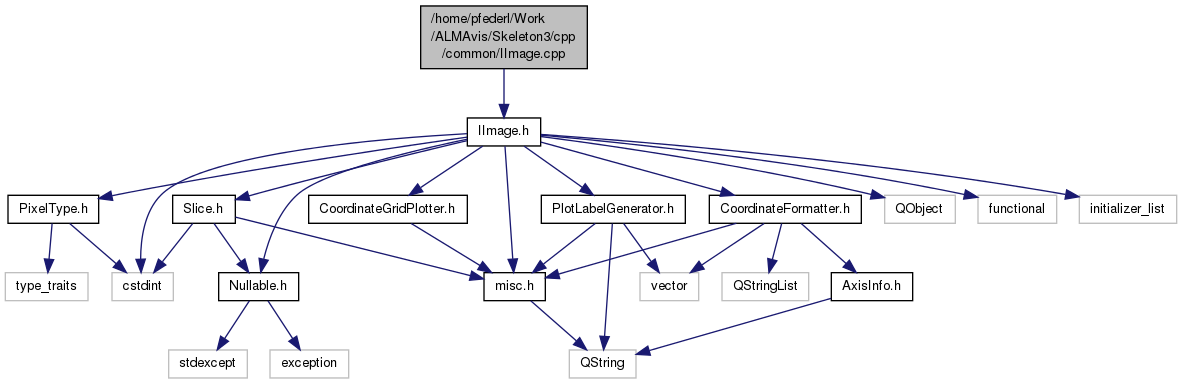 /home/pfederl/Work
/ALMAvis/Skeleton3/cpp
/common/IImage.cpp
IImage.h
PixelType.h
Slice.h
CoordinateGridPlotter.h
PlotLabelGenerator.h
CoordinateFormatter.h
QObject
functional
initializer_list
type_traits
cstdint
Nullable.h
misc.h
vector
QStringList
AxisInfo.h
stdexcept
exception
QString